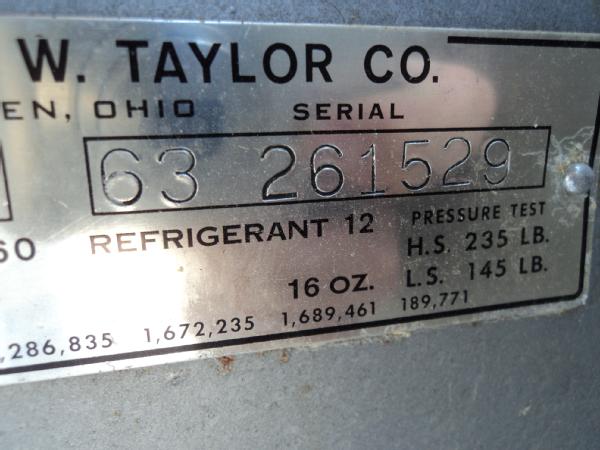 W. TAYLOR CO.
EN, OHIO SERIAL
63 261529
60 REFRIGERANT 12 PRESSURE TEST
H.S. 235 LB.
16 OZ. L.S. 145 LB.
,286,835 1,672,235 1,689,461 189,771